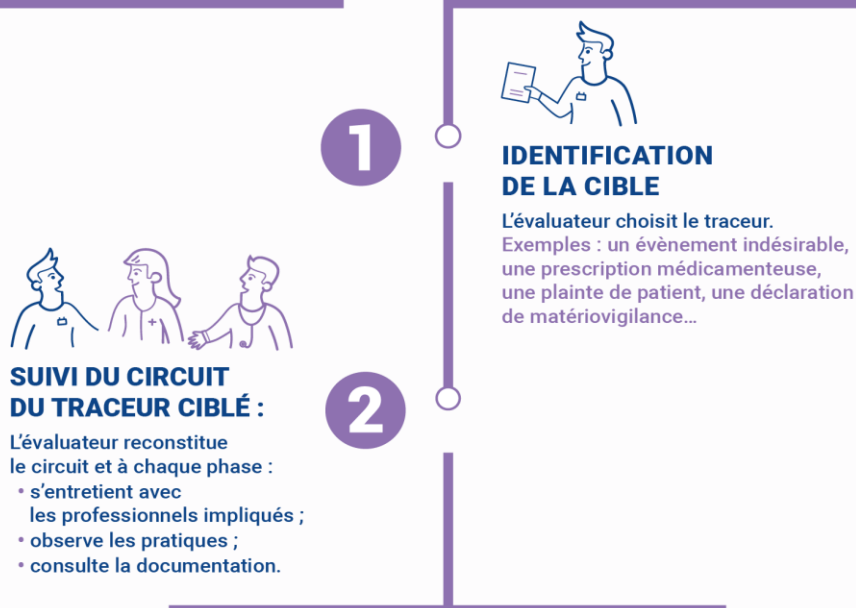 1
IDENTIFICATION
DE LA CIBLE
L'évaluateur choisit le traceur.
Exemples : un évènement indésirable,
une prescription médicamenteuse,
une plainte de patient, une déclaration
de matériovigilance…
2
SUIVI DU CIRCUIT
DU TRACEUR CIBLÉ :
L'évaluateur reconstitue
le circuit et à chaque phase :
• s'entretient avec
les professionnels impliqués ;
• observe les pratiques ;
• consulte la documentation.